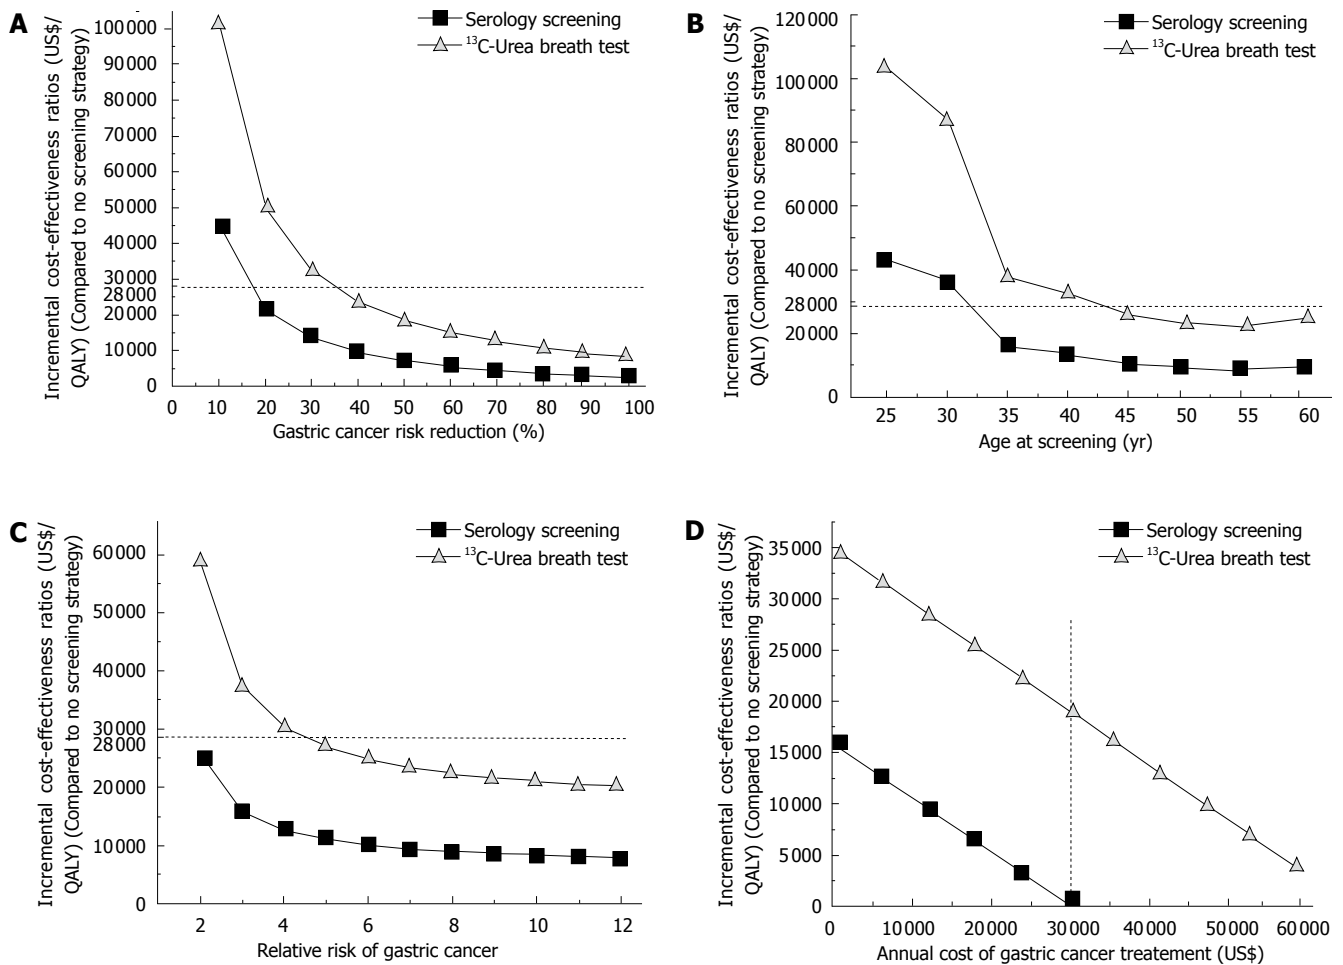 A
Incremental cost-effectiveness ratios (US$/
QALY) (Compared to no screening strategy)
100000
90000
80000
70000
60000
50000
40000
30000
28000
20000
10000
0
Serology screening
13C-Urea breath test
0 10 20 30 40 50 60 70 80 90 100
Gastric cancer risk reduction (%)
B
Incremental cost-effectiveness ratios (US$/
QALY) (Compared to no screening strategy)
120000
100000
80000
60000
40000
28000
20000
0
Serology screening
13C-Urea breath test
25 30 35 40 45 50 55 60
Age at screening (yr)
C
Incremental cost-effectiveness ratios (US$/
QALY) (Compared to no screening strategy)
60000
50000
40000
30000
28000
20000
10000
0
Serology screening
13C-Urea breath test
2 4 6 8 10 12
Relative risk of gastric cancer
D
Incremental cost-effectiveness ratios (US$/
QALY) (Compared to no screening strategy)
35000
30000
25000
20000
15000
10000
5000
0
Serology screening
13C-Urea breath test
0 10000 20000 30000 40000 50000 60000
Annual cost of gastric cancer treatement (US$)